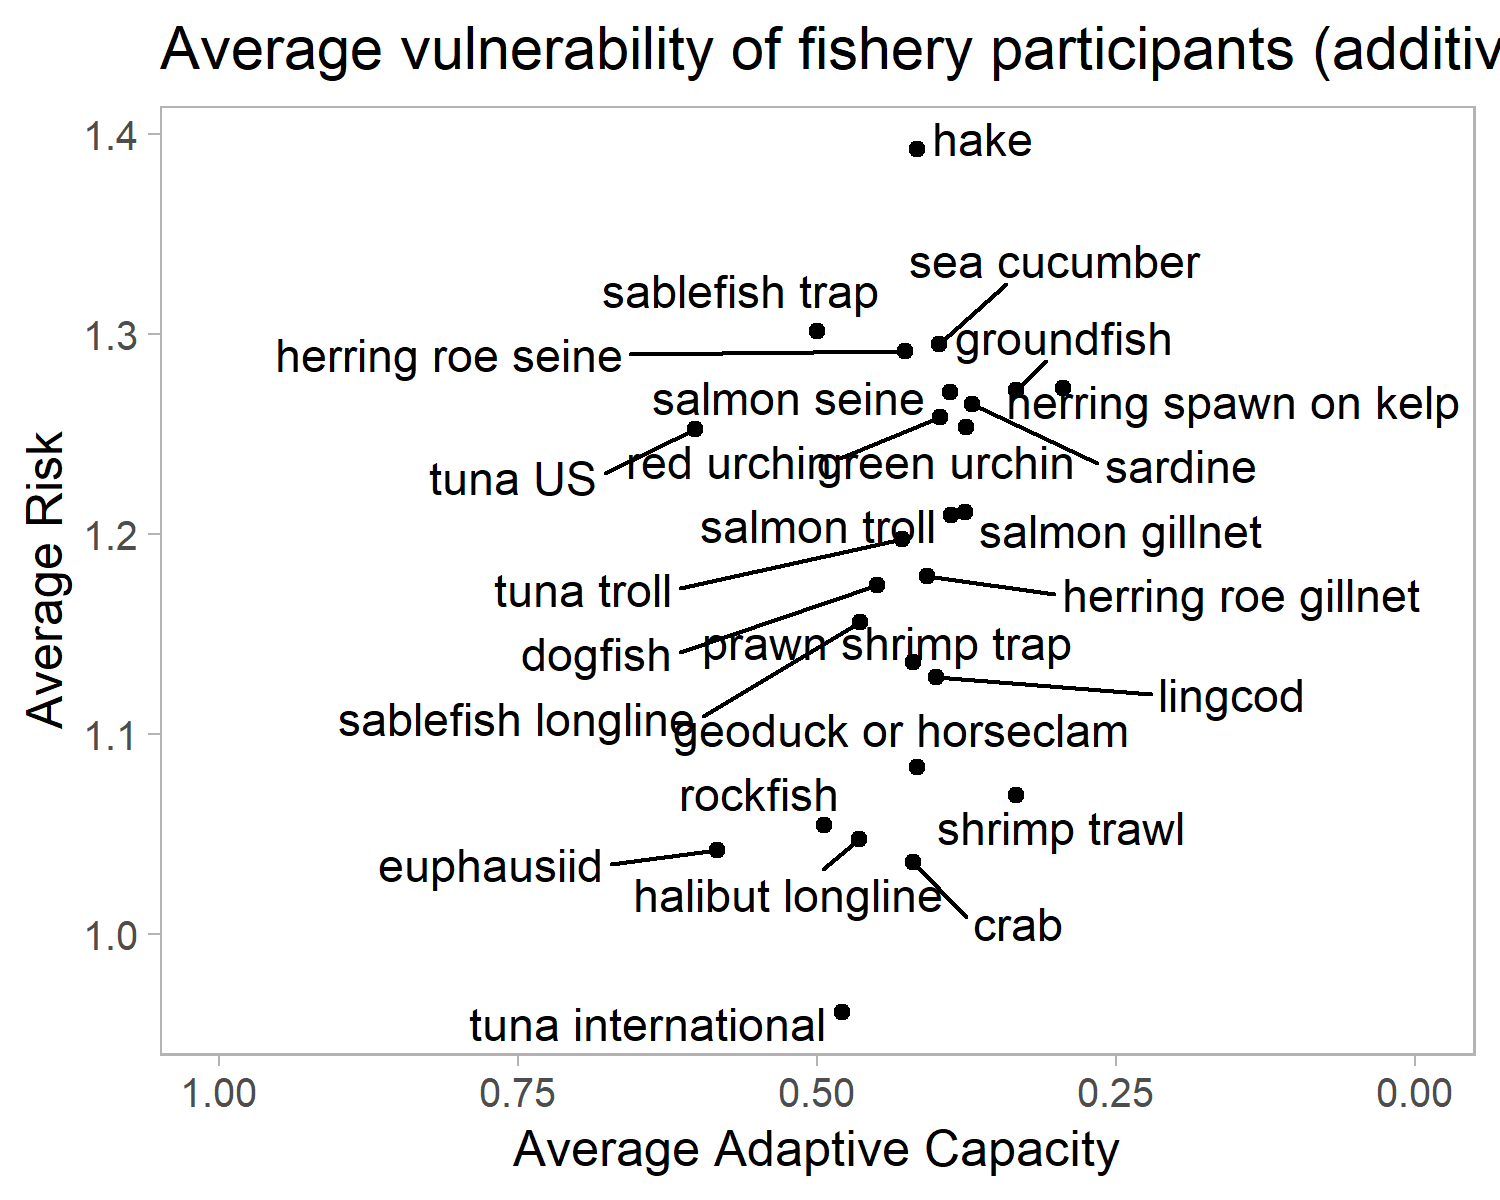 Average vulnerability of fishery participants (additiv
1.4
hake
sea cucumber
sablefish trap
1.3
groundfish
herring roe seine
salmon seine
herring spawn on kelp
red urchin
green urchin
sardine
tuna US
1.2
salmon troll
salmon gillnet
tuna troll
herring roe gillnet
prawn shrimp trap
dogfish
lingcod
sablefish longline
1.1
geoduck or horseclam
rockfish
shrimp trawl
euphausiid
halibut longline
crab
1.0
tuna international
Average Risk
1.00
0.75
0.50
0.25
0.00
Average Adaptive Capacity